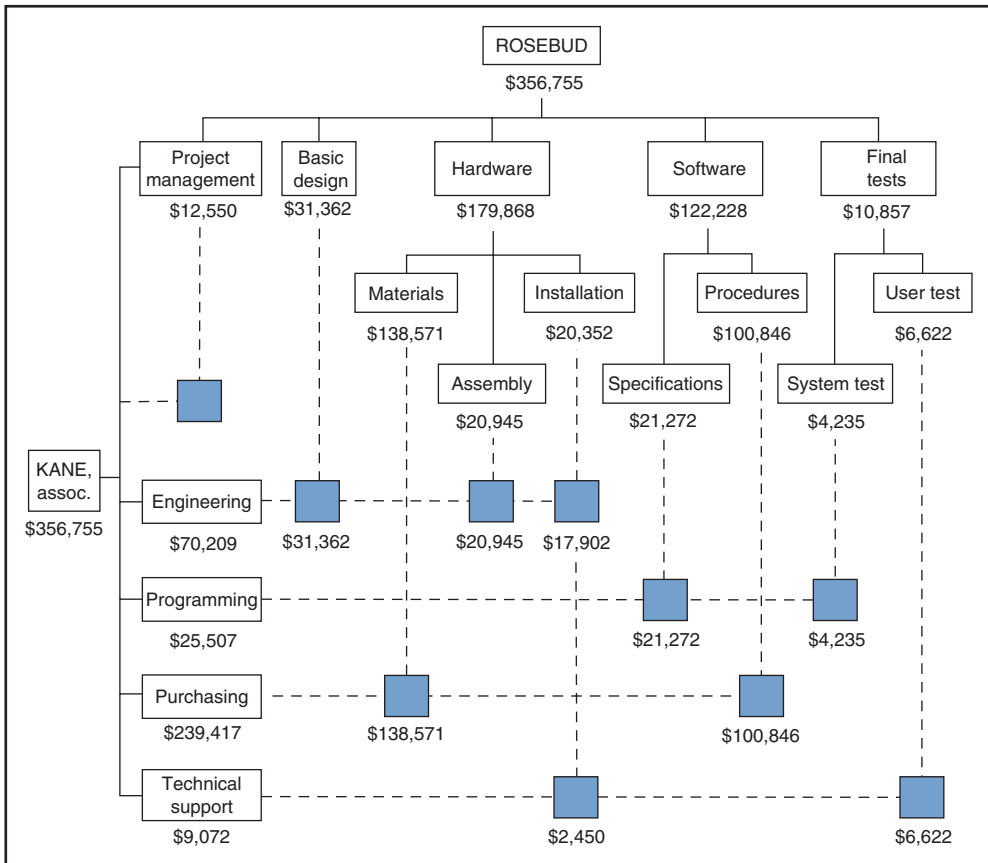 ROSEBUD
$356,755
Project
management
$12,550
Basic
design
$31,362
Hardware
$179,868
Software
$122,228
Final
tests
$10,857
Materials
$138,571
Installation
$20,352
Procedures
$100,846
User test
$6,622
Assembly
$20,945
Specifications
$21,272
System test
$4,235
KANE,
assoc.
$356,755
Engineering
$70,209
$31,362
$20,945
$17,902
Programming
$25,507
$21,272
$4,235
Purchasing
$239,417
$138,571
$100,846
Technical
support
$9,072
$2,450
$6,622